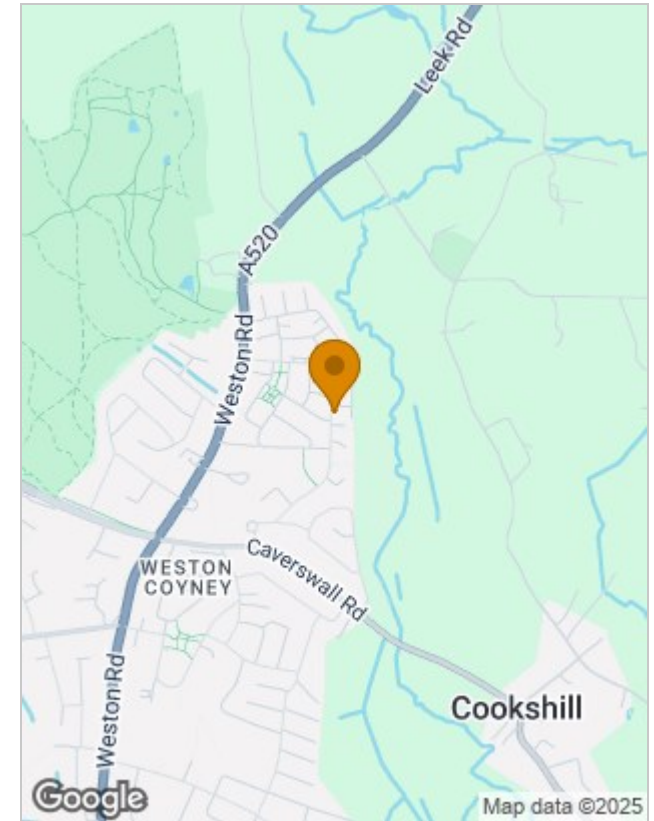 Leek Rd
A520
Weston Rd
Caverswall Rd
WESTON
COYNEY
Weston Rd
Cookshill
Google
Map data ©2025